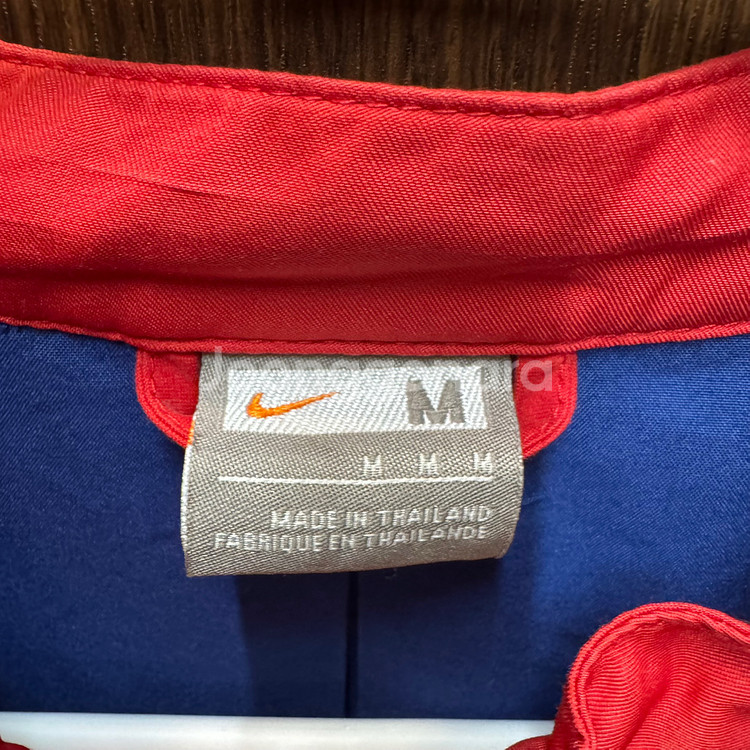 M
M M M
MADE IN THAILAND
FABRIQUE EN THAILANDE